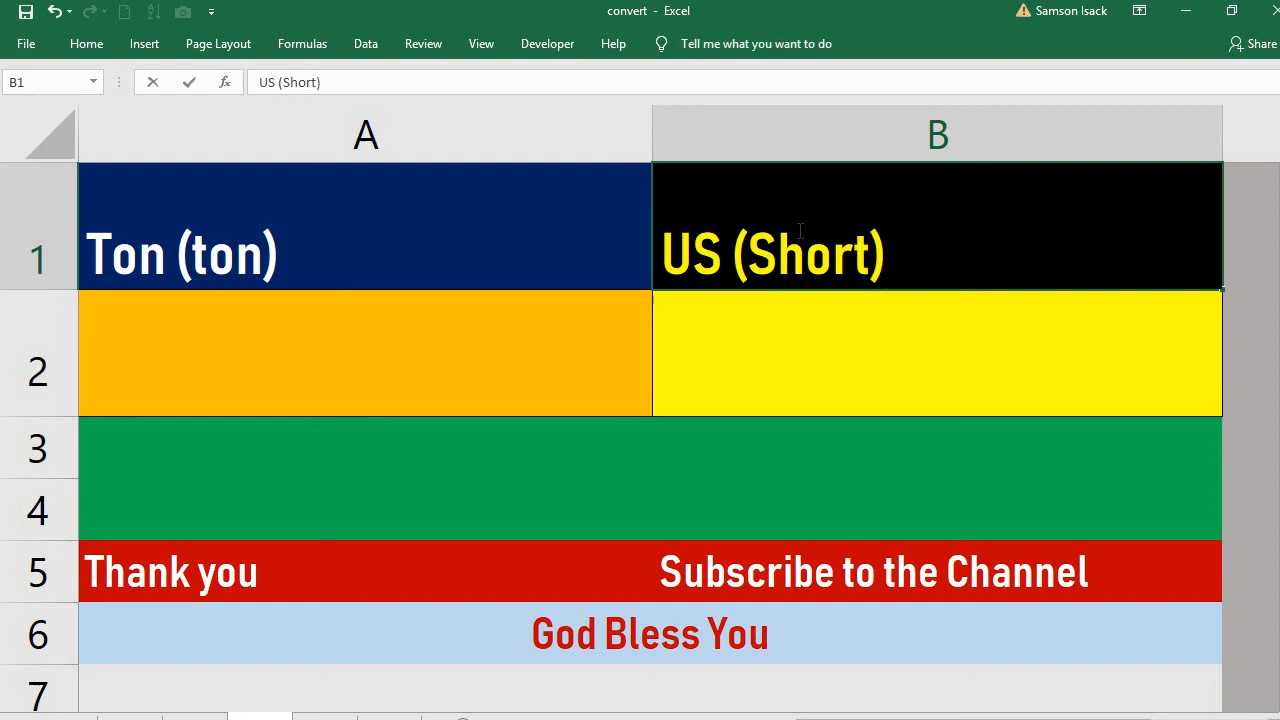 convert - Excel
Samson Isack
File Home Insert Page Layout Formulas Data Review View Developer Help Tell me what you want to do Share
B1 fx US (Short)
A B
1 Ton (ton) US (Short)
2
3
4
5 Thank you Subscribe to the Channel
6 God Bless You
7